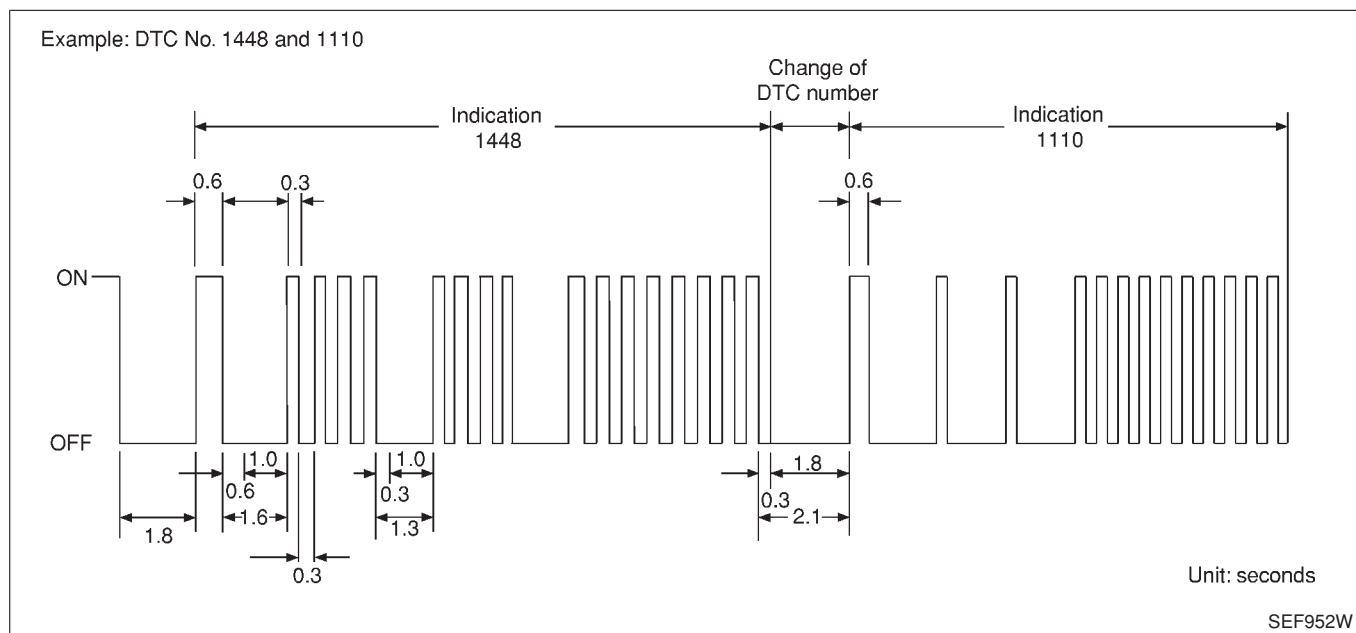 Example: DTC No. 1448 and 1110
Change of
DTC number
Indication
1448
Indication
1110
0.6
0.3
0.6
ON
OFF
1.0
1.0
1.8
0.6
0.3
0.3
1.8
1.6
1.3
2.1
0.3
Unit: seconds
SEF952W